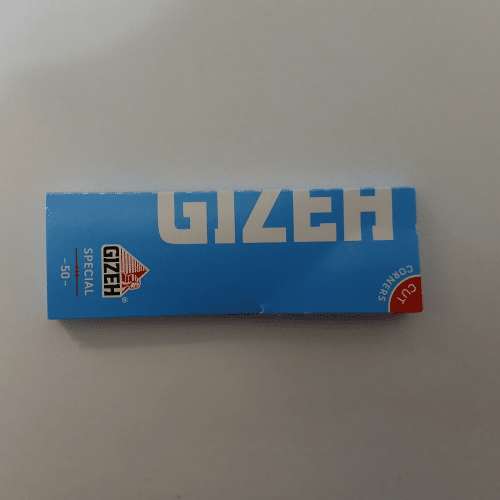 GIZEH
GIZEH®
SPECIAL
-50-
CUT
CORNERS